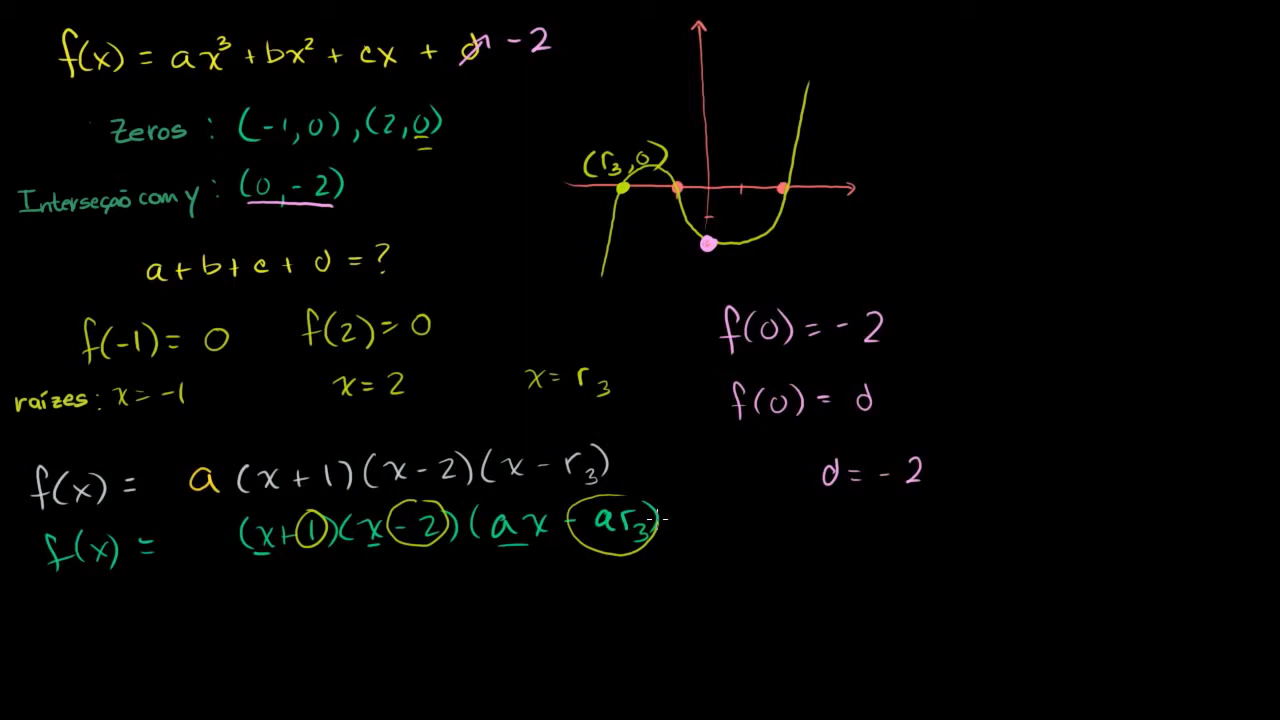 f(x) = ax³ + bx² + cx + d - 2
Zeros : (-1, 0) , (2, 0)
(r₃, 0)
Interseção com y : (0, -2)
a + b + c + d = ?
f(-1) = 0 f(2) = 0 f(0) = -2
raízes: x = -1 x = 2 x = r₃
f(0) = d
f(x) = a (x + 1)(x - 2)(x - r₃)
d = -2
f(x) = (x + 1)(x - 2)(ax - ar₃)